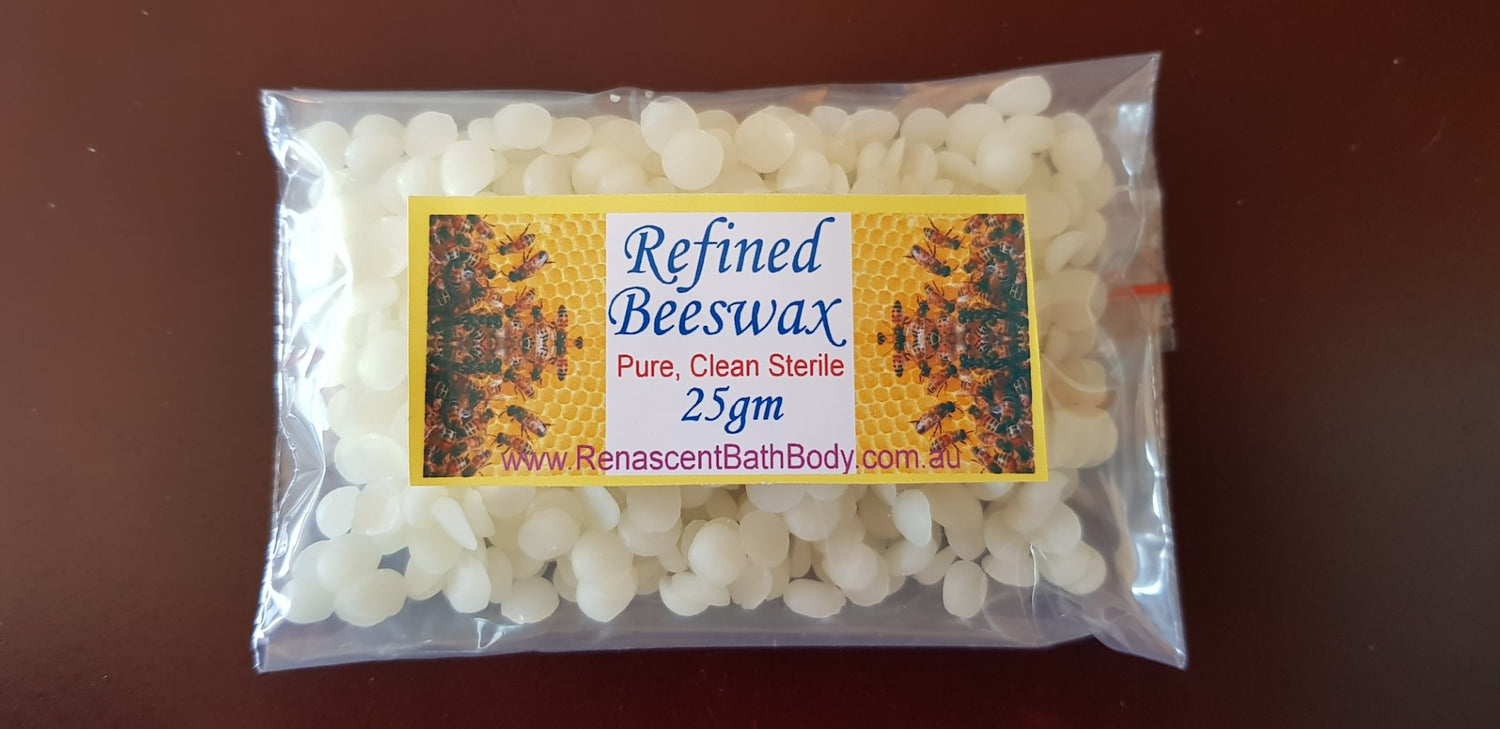 Refined
Beeswax
Pure, Clean Sterile
25gm
www.RenascentBathBody.com.au